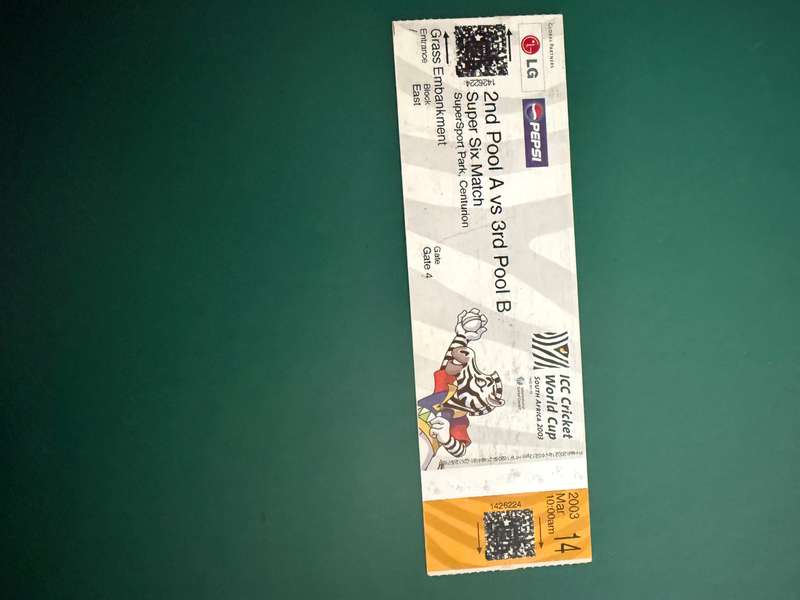 GLOBAL PARTNERS
LG
PEPSI
1426224
2nd Pool A vs 3rd Pool B
Super Six Match
SuperSport Park, Centurion
Grass Embankment
Entrance
Block
East
Gate
Gate 4
ICC Cricket
World Cup
SOUTH AFRICA 2003
2003
Mar 14
10:00am
1426224